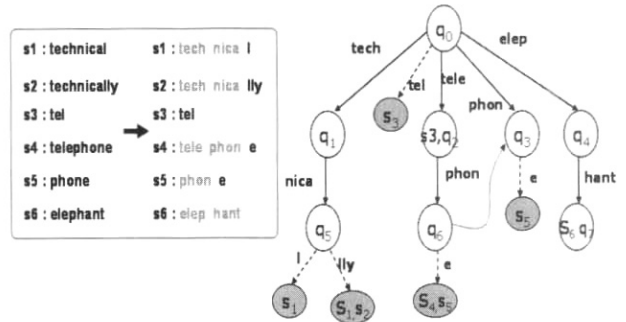 s1 : technical s1 : tech nica l
s2 : technically s2 : tech nica lly
s3 : tel s3 : tel
s4 : telephone s4 : tele phon e
s5 : phone s5 : phon e
s6 : elephant s6 : elep hant
q0
tech tel tele phon elep
q1 s3 s3,q2 q3 q4
nica phon e hant
q5 q6 s5 S6 q7
l lly e
s1 S1,s2 S4,s5